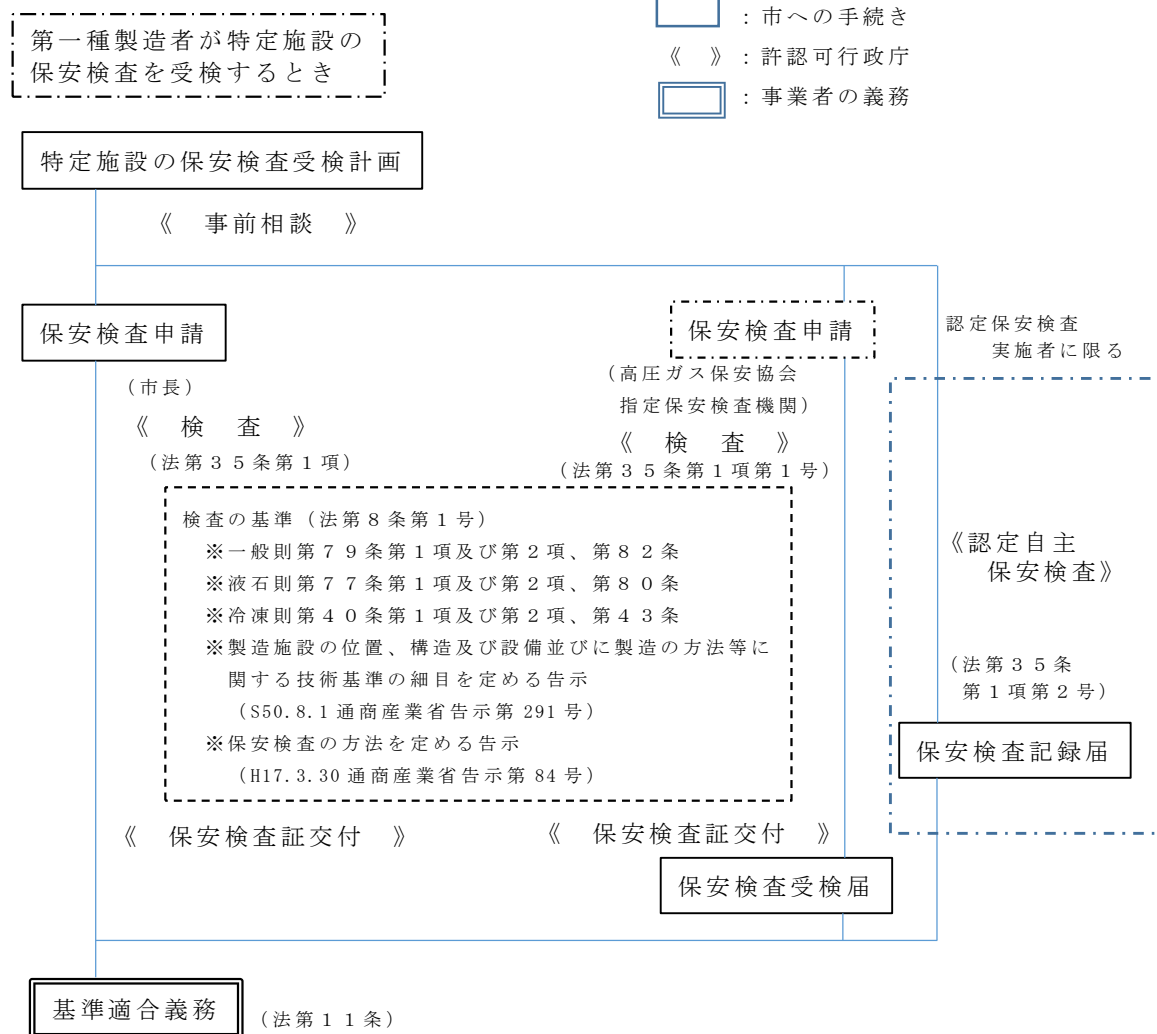 ：市への手続き
第一種製造者が特定施設の
保安検査を受検するとき
《　》：許認可行政庁
：事業者の義務
特定施設の保安検査受検計画
《　事前相談　》
保安検査申請
（市長）
《　検　査　》
（法第３５条第１項）
保安検査申請
（高圧ガス保安協会
指定保安検査機関）
《　検　査　》
（法第３５条第１項第１号）
認定保安検査
実施者に限る
検査の基準（法第８条第１号）
※一般則第７９条第１項及び第２項、第８２条
※液石則第７７条第１項及び第２項、第８０条
※冷凍則第４０条第１項及び第２項、第４３条
※製造施設の位置、構造及び設備並びに製造の方法等に
関する技術基準の細目を定める告示
（S50.8.1 通商産業省告示第 291 号）
※保安検査の方法を定める告示
（H17.3.30 通商産業省告示第 84 号）
《認定自主
保安検査》
（法第３５条
第１項第２号）
保安検査記録届
《　保安検査証交付　》
《　保安検査証交付　》
保安検査受検届
基準適合義務
（法第１１条）